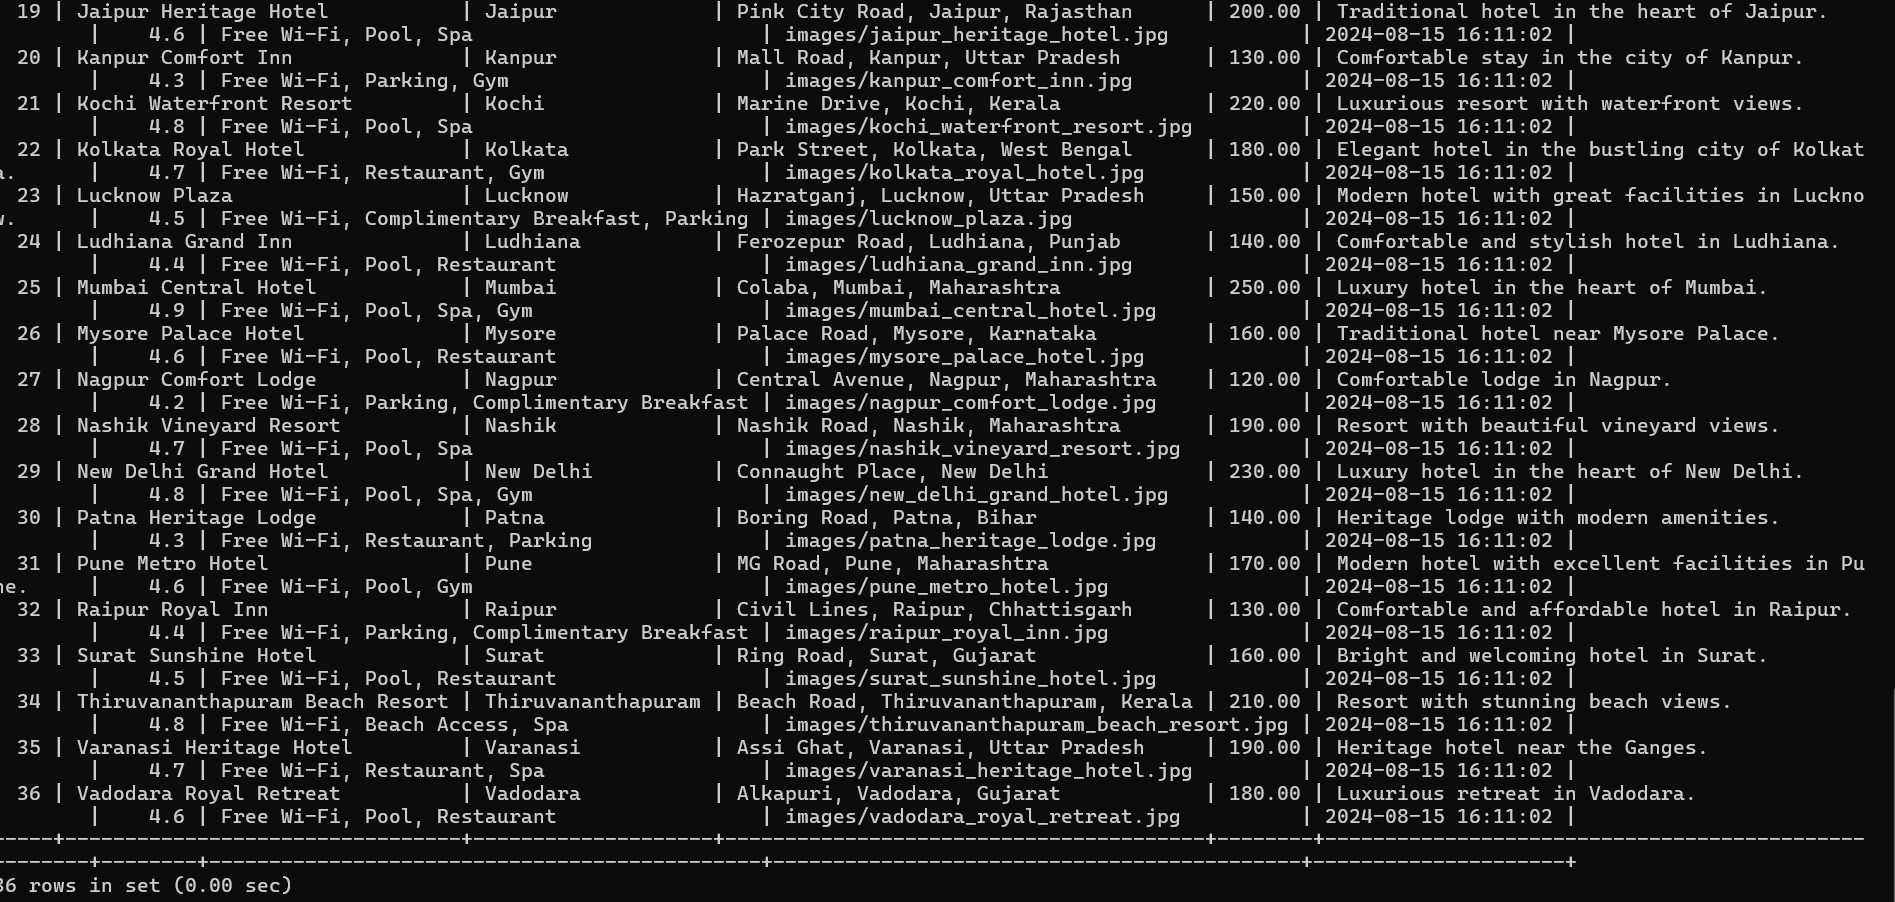 19 | Jaipur Heritage Hotel | Jaipur | Pink City Road, Jaipur, Rajasthan | 200.00 | Traditional hotel in the heart of Jaipur.
| 4.6 | Free Wi-Fi, Pool, Spa | images/jaipur_heritage_hotel.jpg | 2024-08-15 16:11:02 |
20 | Kanpur Comfort Inn | Kanpur | Mall Road, Kanpur, Uttar Pradesh | 130.00 | Comfortable stay in the city of Kanpur.
| 4.3 | Free Wi-Fi, Parking, Gym | images/kanpur_comfort_inn.jpg | 2024-08-15 16:11:02 |
21 | Kochi Waterfront Resort | Kochi | Marine Drive, Kochi, Kerala | 220.00 | Luxurious resort with waterfront views.
| 4.8 | Free Wi-Fi, Pool, Spa | images/kochi_waterfront_resort.jpg | 2024-08-15 16:11:02 |
22 | Kolkata Royal Hotel | Kolkata | Park Street, Kolkata, West Bengal | 180.00 | Elegant hotel in the bustling city of Kolkat
a. | 4.7 | Free Wi-Fi, Restaurant, Gym | images/kolkata_royal_hotel.jpg | 2024-08-15 16:11:02 |
23 | Lucknow Plaza | Lucknow | Hazratganj, Lucknow, Uttar Pradesh | 150.00 | Modern hotel with great facilities in Luckno
w. | 4.5 | Free Wi-Fi, Complimentary Breakfast, Parking | images/lucknow_plaza.jpg | 2024-08-15 16:11:02 |
24 | Ludhiana Grand Inn | Ludhiana | Ferozepur Road, Ludhiana, Punjab | 140.00 | Comfortable and stylish hotel in Ludhiana.
| 4.4 | Free Wi-Fi, Pool, Restaurant | images/ludhiana_grand_inn.jpg | 2024-08-15 16:11:02 |
25 | Mumbai Central Hotel | Mumbai | Colaba, Mumbai, Maharashtra | 250.00 | Luxury hotel in the heart of Mumbai.
| 4.9 | Free Wi-Fi, Pool, Spa, Gym | images/mumbai_central_hotel.jpg | 2024-08-15 16:11:02 |
26 | Mysore Palace Hotel | Mysore | Palace Road, Mysore, Karnataka | 160.00 | Traditional hotel near Mysore Palace.
| 4.6 | Free Wi-Fi, Pool, Restaurant | images/mysore_palace_hotel.jpg | 2024-08-15 16:11:02 |
27 | Nagpur Comfort Lodge | Nagpur | Central Avenue, Nagpur, Maharashtra | 120.00 | Comfortable lodge in Nagpur.
| 4.2 | Free Wi-Fi, Parking, Complimentary Breakfast | images/nagpur_comfort_lodge.jpg | 2024-08-15 16:11:02 |
28 | Nashik Vineyard Resort | Nashik | Nashik Road, Nashik, Maharashtra | 190.00 | Resort with beautiful vineyard views.
| 4.7 | Free Wi-Fi, Pool, Spa | images/nashik_vineyard_resort.jpg | 2024-08-15 16:11:02 |
29 | New Delhi Grand Hotel | New Delhi | Connaught Place, New Delhi | 230.00 | Luxury hotel in the heart of New Delhi.
| 4.8 | Free Wi-Fi, Pool, Spa, Gym | images/new_delhi_grand_hotel.jpg | 2024-08-15 16:11:02 |
30 | Patna Heritage Lodge | Patna | Boring Road, Patna, Bihar | 140.00 | Heritage lodge with modern amenities.
| 4.3 | Free Wi-Fi, Restaurant, Parking | images/patna_heritage_lodge.jpg | 2024-08-15 16:11:02 |
31 | Pune Metro Hotel | Pune | MG Road, Pune, Maharashtra | 170.00 | Modern hotel with excellent facilities in Pu
ne. | 4.6 | Free Wi-Fi, Pool, Gym | images/pune_metro_hotel.jpg | 2024-08-15 16:11:02 |
32 | Raipur Royal Inn | Raipur | Civil Lines, Raipur, Chhattisgarh | 130.00 | Comfortable and affordable hotel in Raipur.
| 4.4 | Free Wi-Fi, Parking, Complimentary Breakfast | images/raipur_royal_inn.jpg | 2024-08-15 16:11:02 |
33 | Surat Sunshine Hotel | Surat | Ring Road, Surat, Gujarat | 160.00 | Bright and welcoming hotel in Surat.
| 4.5 | Free Wi-Fi, Pool, Restaurant | images/surat_sunshine_hotel.jpg | 2024-08-15 16:11:02 |
34 | Thiruvananthapuram Beach Resort | Thiruvananthapuram | Beach Road, Thiruvananthapuram, Kerala | 210.00 | Resort with stunning beach views.
| 4.8 | Free Wi-Fi, Beach Access, Spa | images/thiruvananthapuram_beach_resort.jpg | 2024-08-15 16:11:02 |
35 | Varanasi Heritage Hotel | Varanasi | Assi Ghat, Varanasi, Uttar Pradesh | 190.00 | Heritage hotel near the Ganges.
| 4.7 | Free Wi-Fi, Restaurant, Spa | images/varanasi_heritage_hotel.jpg | 2024-08-15 16:11:02 |
36 | Vadodara Royal Retreat | Vadodara | Alkapuri, Vadodara, Gujarat | 180.00 | Luxurious retreat in Vadodara.
| 4.6 | Free Wi-Fi, Pool, Restaurant | images/vadodara_royal_retreat.jpg | 2024-08-15 16:11:02 |
36 rows in set (0.00 sec)